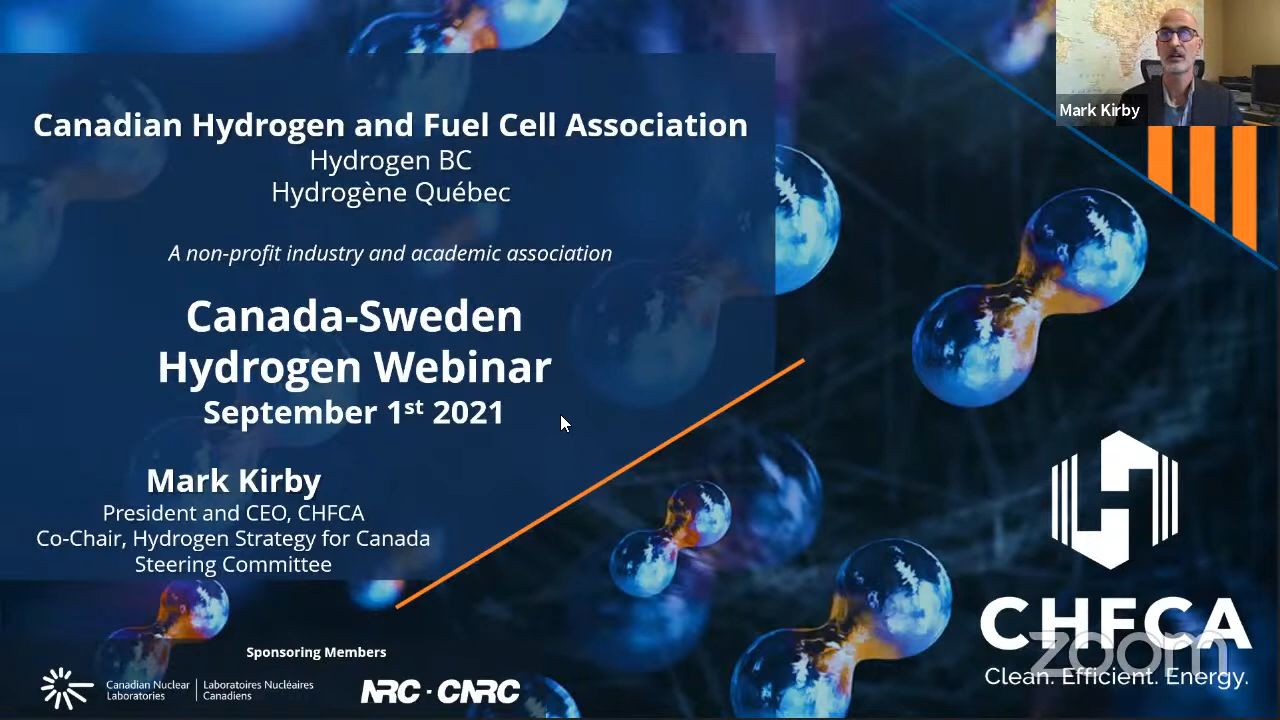 Mark Kirby
Canadian Hydrogen and Fuel Cell Association
Hydrogen BC
Hydrogène Québec
A non-profit industry and academic association
Canada-Sweden
Hydrogen Webinar
September 1st 2021
Mark Kirby
President and CEO, CHFCA
Co-Chair, Hydrogen Strategy for Canada
Steering Committee
Sponsoring Members
Canadian Nuclear
Laboratories
Laboratoires Nucléaires
Canadiens
NRC · CNRC
CHFCA
zoom
Clean. Efficient. Energy.